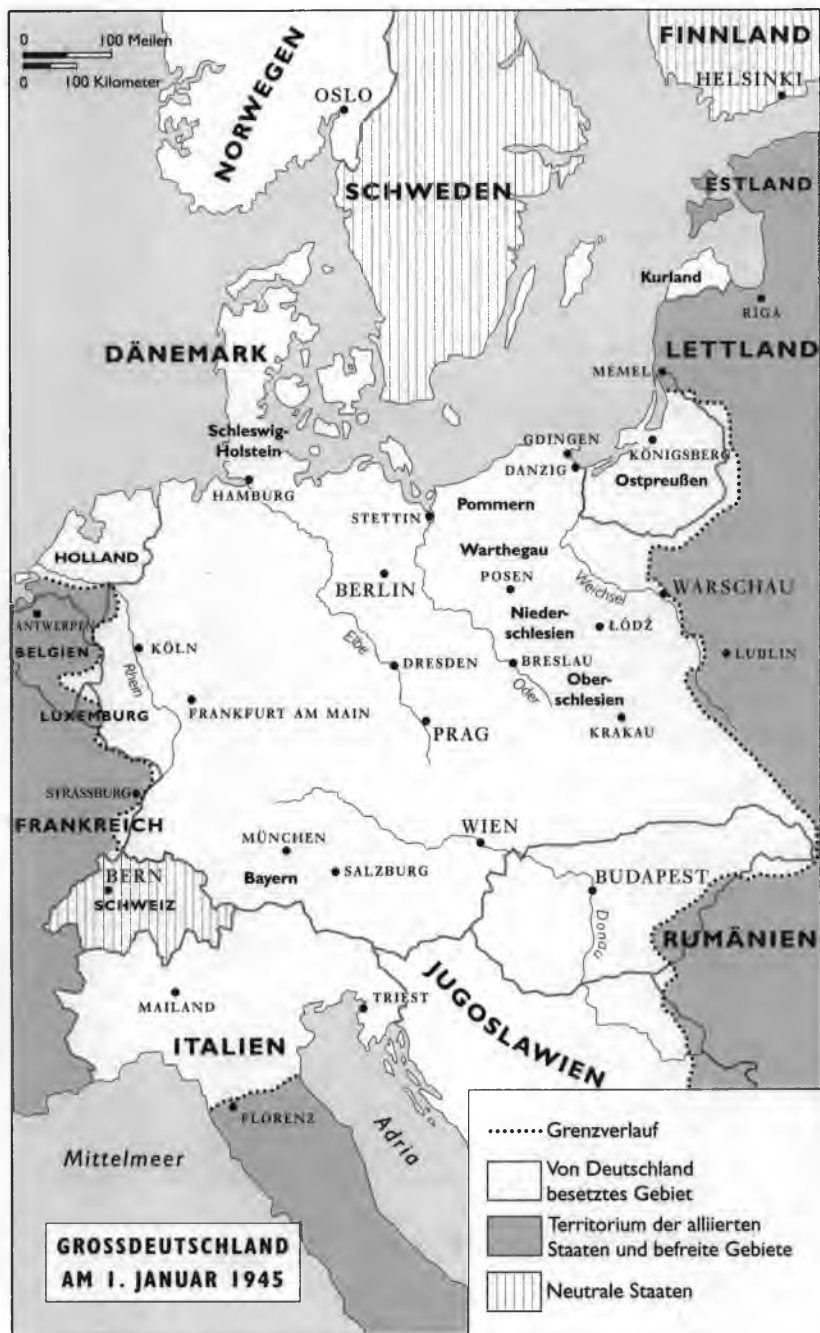 0 100 Meilen
0 100 Kilometer
NORWEGEN
OSLO
SCHWEDEN
FINNLAND
HELSINKI
ESTLAND
Kurland
RIGA
DÄNEMARK
LETTLAND
MEMEL
Schleswig-
Holstein
GDINGEN
KÖNIGSBERG
DANZIG
Ostpreußen
HAMBURG
STETTIN
Pommern
HOLLAND
Warthegau
BERLIN
POSEN
Weichsel
WARSCHAU
ANTWERPEN
Nieder-
schlesien
ŁÓDŹ
BELGIEN
KÖLN
Elbe
DRESDEN
BRESLAU
LUBLIN
Rhein
Oder
Ober-
schlesien
LUXEMBURG
FRANKFURT AM MAIN
PRAG
KRAKAU
STRASSBURG
FRANKREICH
MÜNCHEN
WIEN
BERN
Bayern
SALZBURG
BUDAPEST
SCHWEIZ
Donau
RUMÄNIEN
JUGOSLAWIEN
MAILAND
TRIEST
ITALIEN
FLORENZ
Adria
Mittelmeer
Grenzverlauf
Von Deutschland
besetztes Gebiet
Territorium der alliierten
Staaten und befreite Gebiete
Neutrale Staaten
GROSSDEUTSCHLAND
AM 1. JANUAR 1945